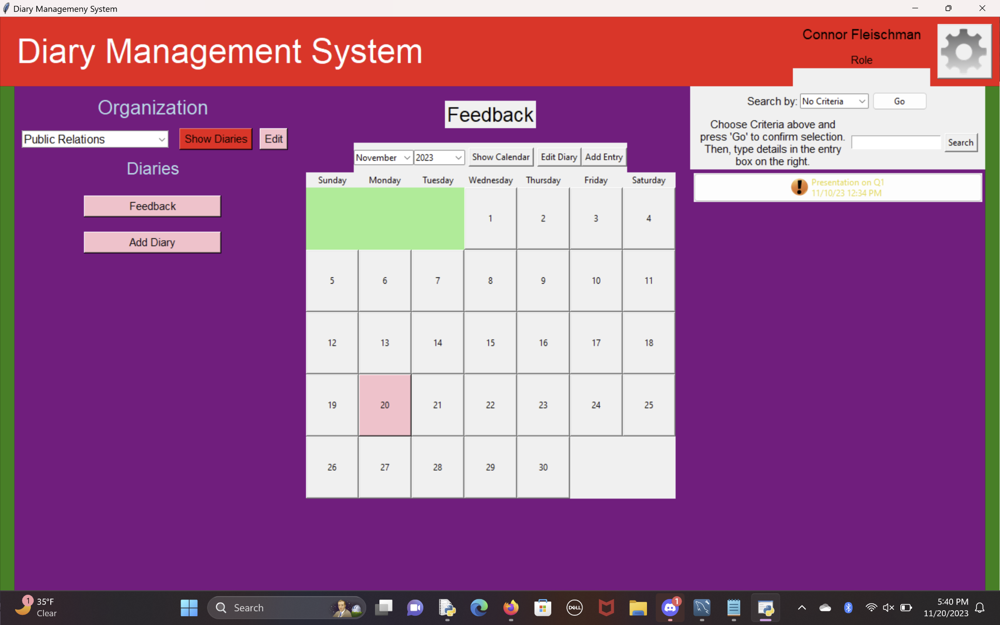 Diary Managemeny System
Diary Management System
Connor Fleischman
Role
Organization
Public Relations
Show Diaries
Edit
Diaries
Feedback
Add Diary
Feedback
November
2023
Show Calendar
Edit Diary
Add Entry
Sunday Monday Tuesday Wednesday Thursday Friday Saturday
1 2 3 4
5 6 7 8 9 10 11
12 13 14 15 16 17 18
19 20 21 22 23 24 25
26 27 28 29 30
Search by: No Criteria
Go
Choose Criteria above and
press 'Go' to confirm selection.
Then, type details in the entry
box on the right.
Search
Presentation on Q1
11/10/23 12:34 PM
1
35°F
Clear
Search
DELL
1
5:40 PM
11/20/2023